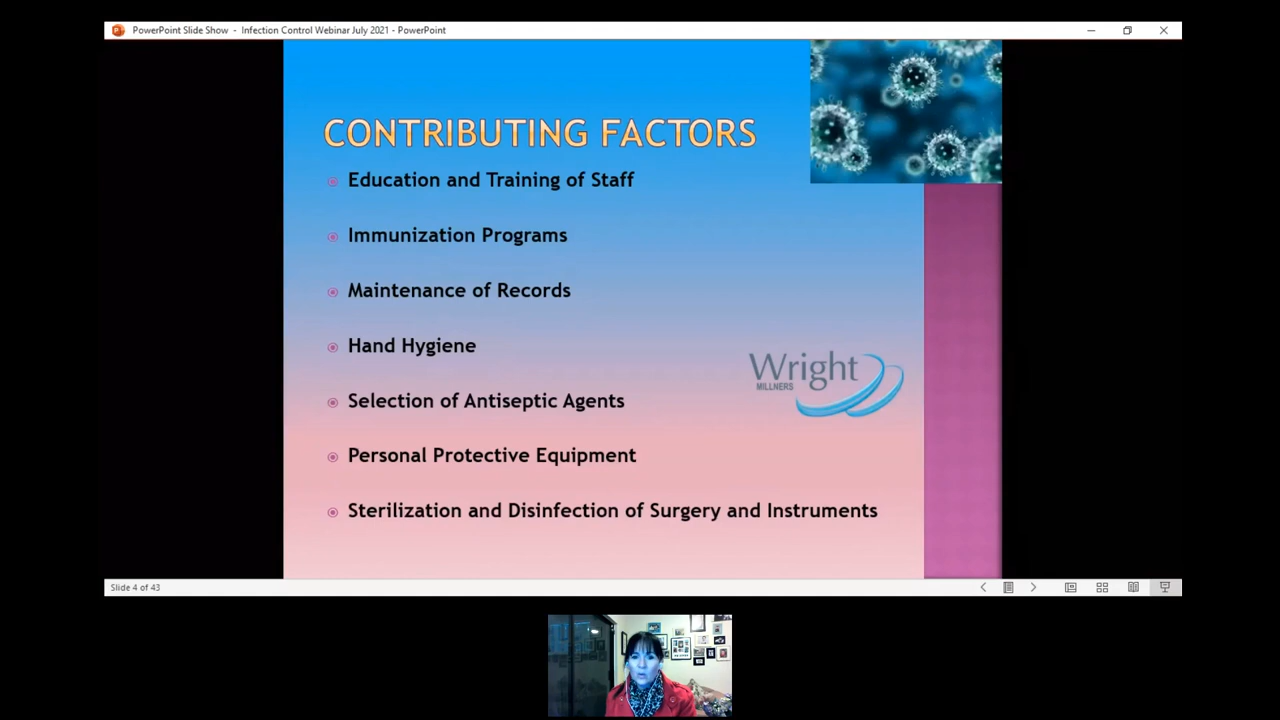 PowerPoint Slide Show - Infection Control Webinar July 2021 - PowerPoint
CONTRIBUTING FACTORS
Education and Training of Staff
Immunization Programs
Maintenance of Records
Hand Hygiene
Selection of Antiseptic Agents
Personal Protective Equipment
Sterilization and Disinfection of Surgery and Instruments
Wright
MILLNERS
Slide 4 of 43